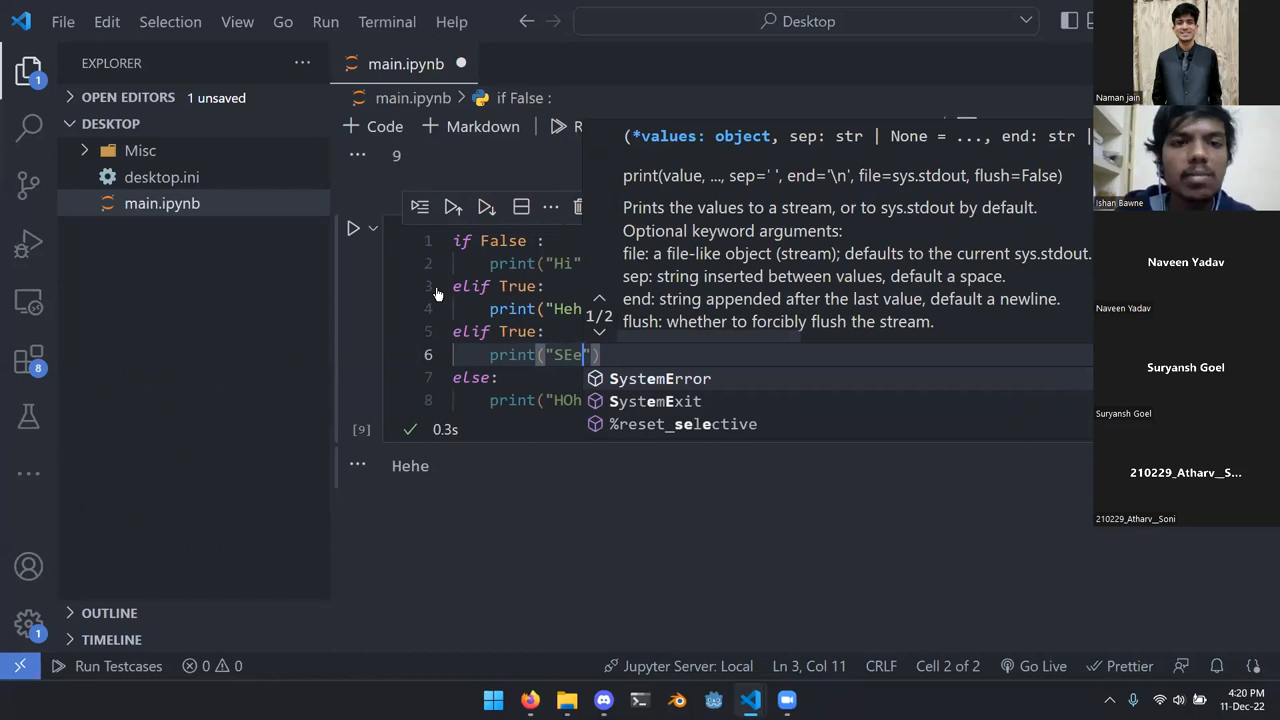 File Edit Selection View Go Run Terminal Help
Desktop
EXPLORER
main.ipynb
OPEN EDITORS 1 unsaved
DESKTOP
Misc
desktop.ini
main.ipynb
OUTLINE
TIMELINE
1
8
1
main.ipynb > if False :
+ Code + Markdown R
9
(*values: object, sep: str | None = ..., end: str |
print(value, ..., sep=' ', end='\n', file=sys.stdout, flush=False)
Prints the values to a stream, or to sys.stdout by default.
Optional keyword arguments:
file: a file-like object (stream); defaults to the current sys.stdout.
sep: string inserted between values, default a space.
end: string appended after the last value, default a newline.
flush: whether to forcibly flush the stream.
1/2
1 if False :
2 print("Hi"
3 elif True:
4 print("Heh
5 elif True:
6 print("SEe")
7 else:
8 print("HOh
SystemError
SystemExit
%reset_selective
[9] 0.3s
Hehe
Naman jain
Ishan Bawne
Naveen Yadav
Naveen Yadav
Suryansh Goel
Suryansh Goel
210229_Atharv__S...
210229_Atharv__Soni
Run Testcases 0 0
Jupyter Server: Local Ln 3, Col 11 CRLF Cell 2 of 2 Go Live Prettier
4:20 PM
11-Dec-22